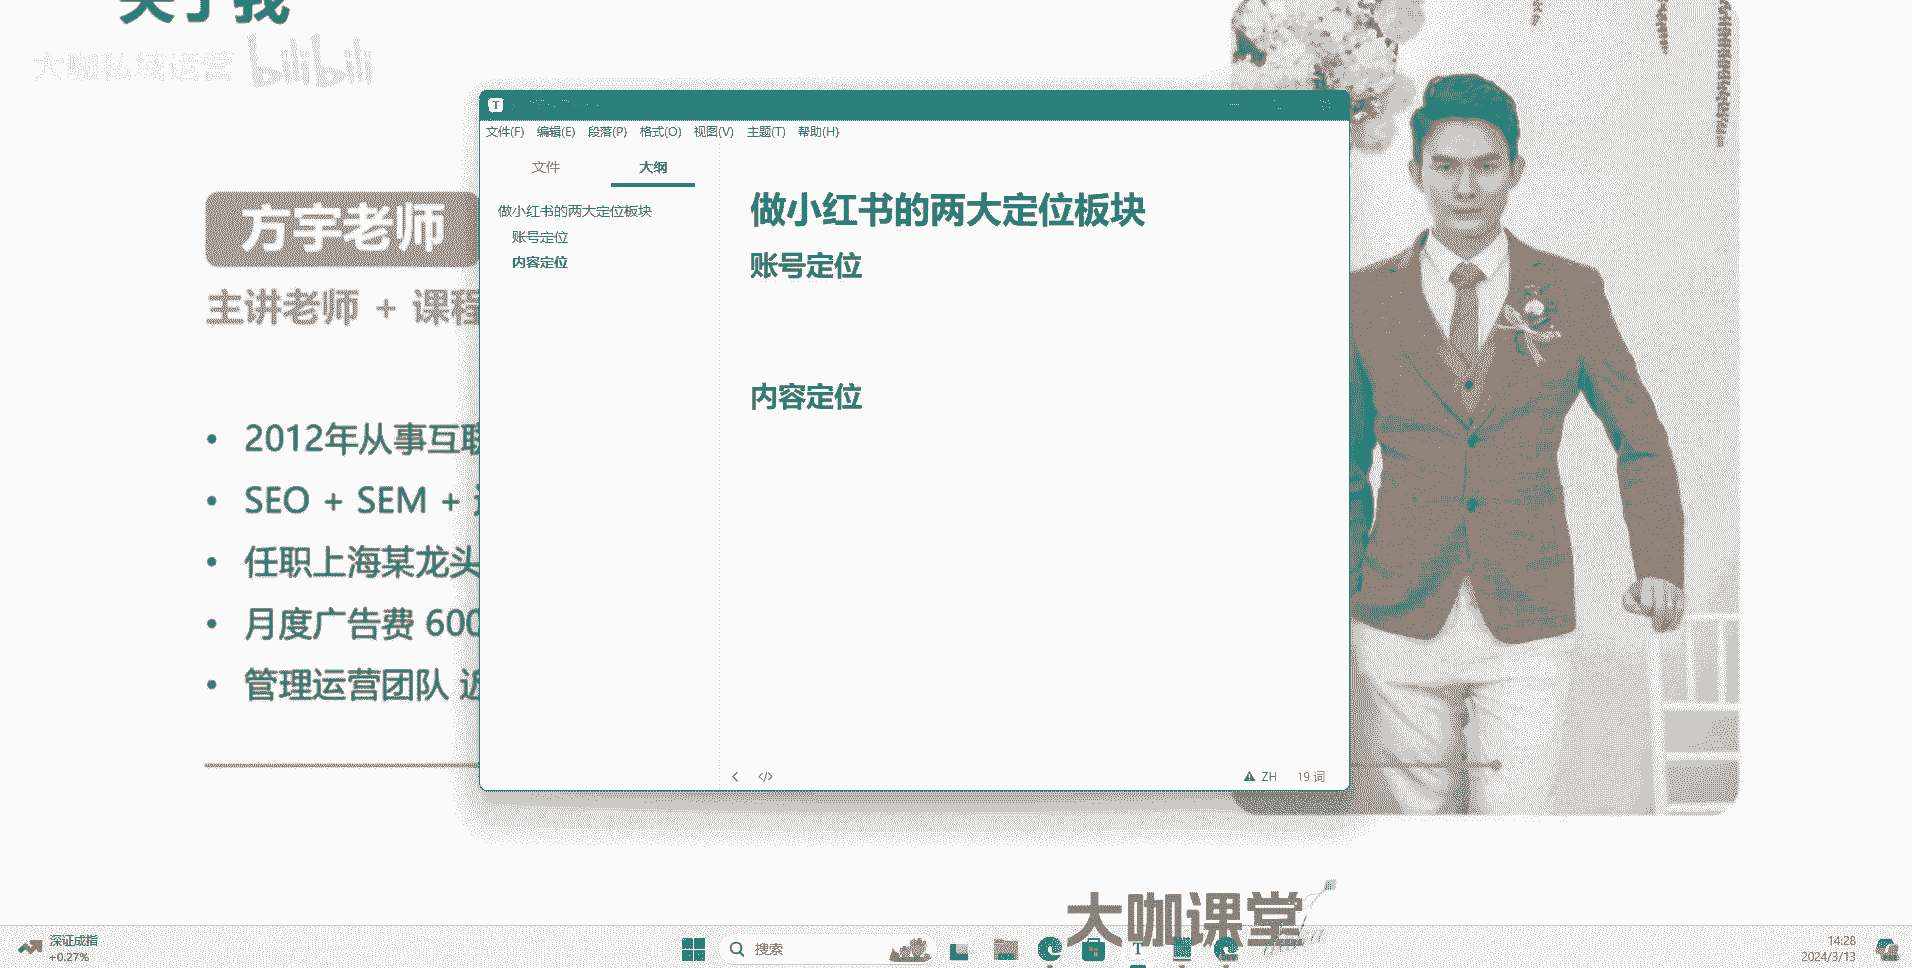 关于我
大咖私域运营 bilibili
方宇老师
主讲老师 + 课程
2012年从事互联
SEO + SEM +
任职上海某龙头
月度广告费 600
管理运营团队 近
T
文件(F) 编辑(E) 段落(P) 格式(O) 视图(V) 主题(T) 帮助(H)
文件 大纲
做小红书的两大定位板块
账号定位
内容定位
做小红书的两大定位板块
账号定位
内容定位
</> ZH 19 词
大咖课堂
深证成指
+0.27%
搜索
T
14:28
2024/3/13